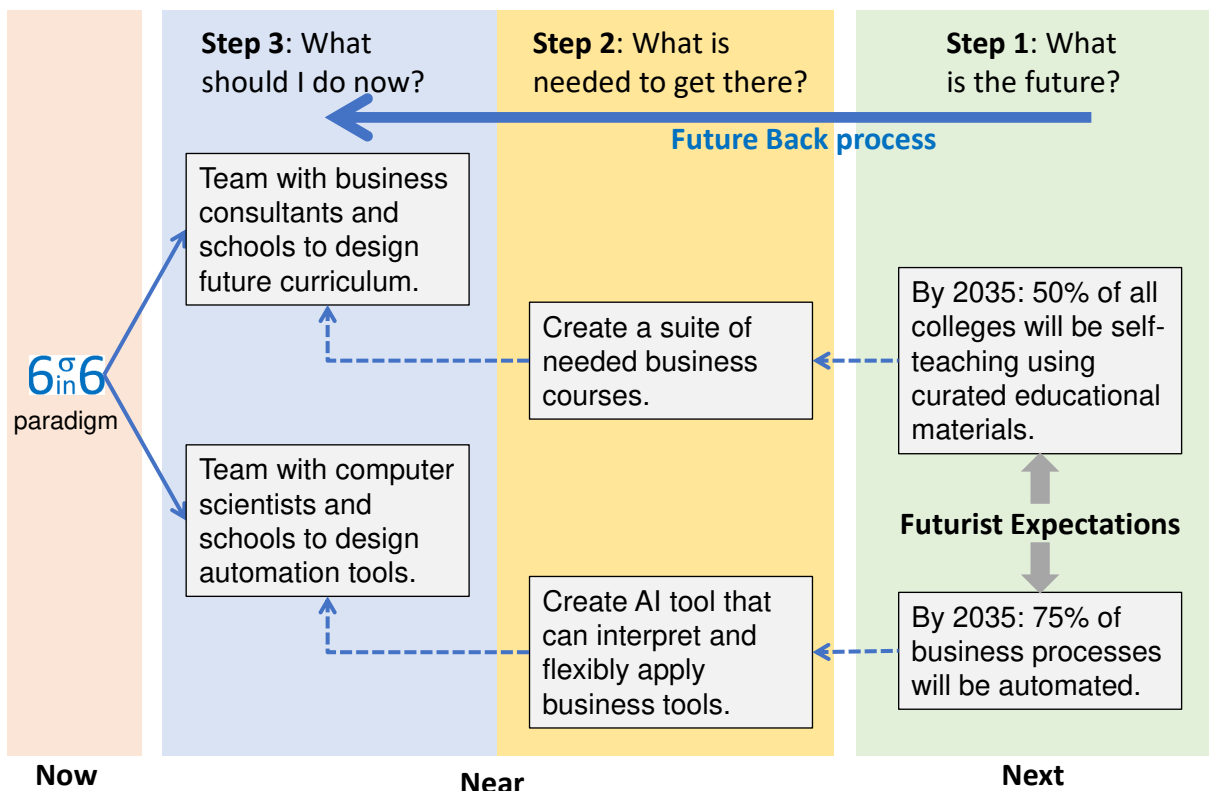 Step 3: What
should I do now?
Step 2: What is
needed to get there?
Step 1: What
is the future?
Future Back process
Team with business
consultants and
schools to design
future curriculum.
Create a suite of
needed business
courses.
By 2035: 50% of all
colleges will be self-
teaching using
curated educational
materials.
6σin6
paradigm
Team with computer
scientists and
schools to design
automation tools.
Futurist Expectations
Create AI tool that
can interpret and
flexibly apply
business tools.
By 2035: 75% of
business processes
will be automated.
Now
Near
Next